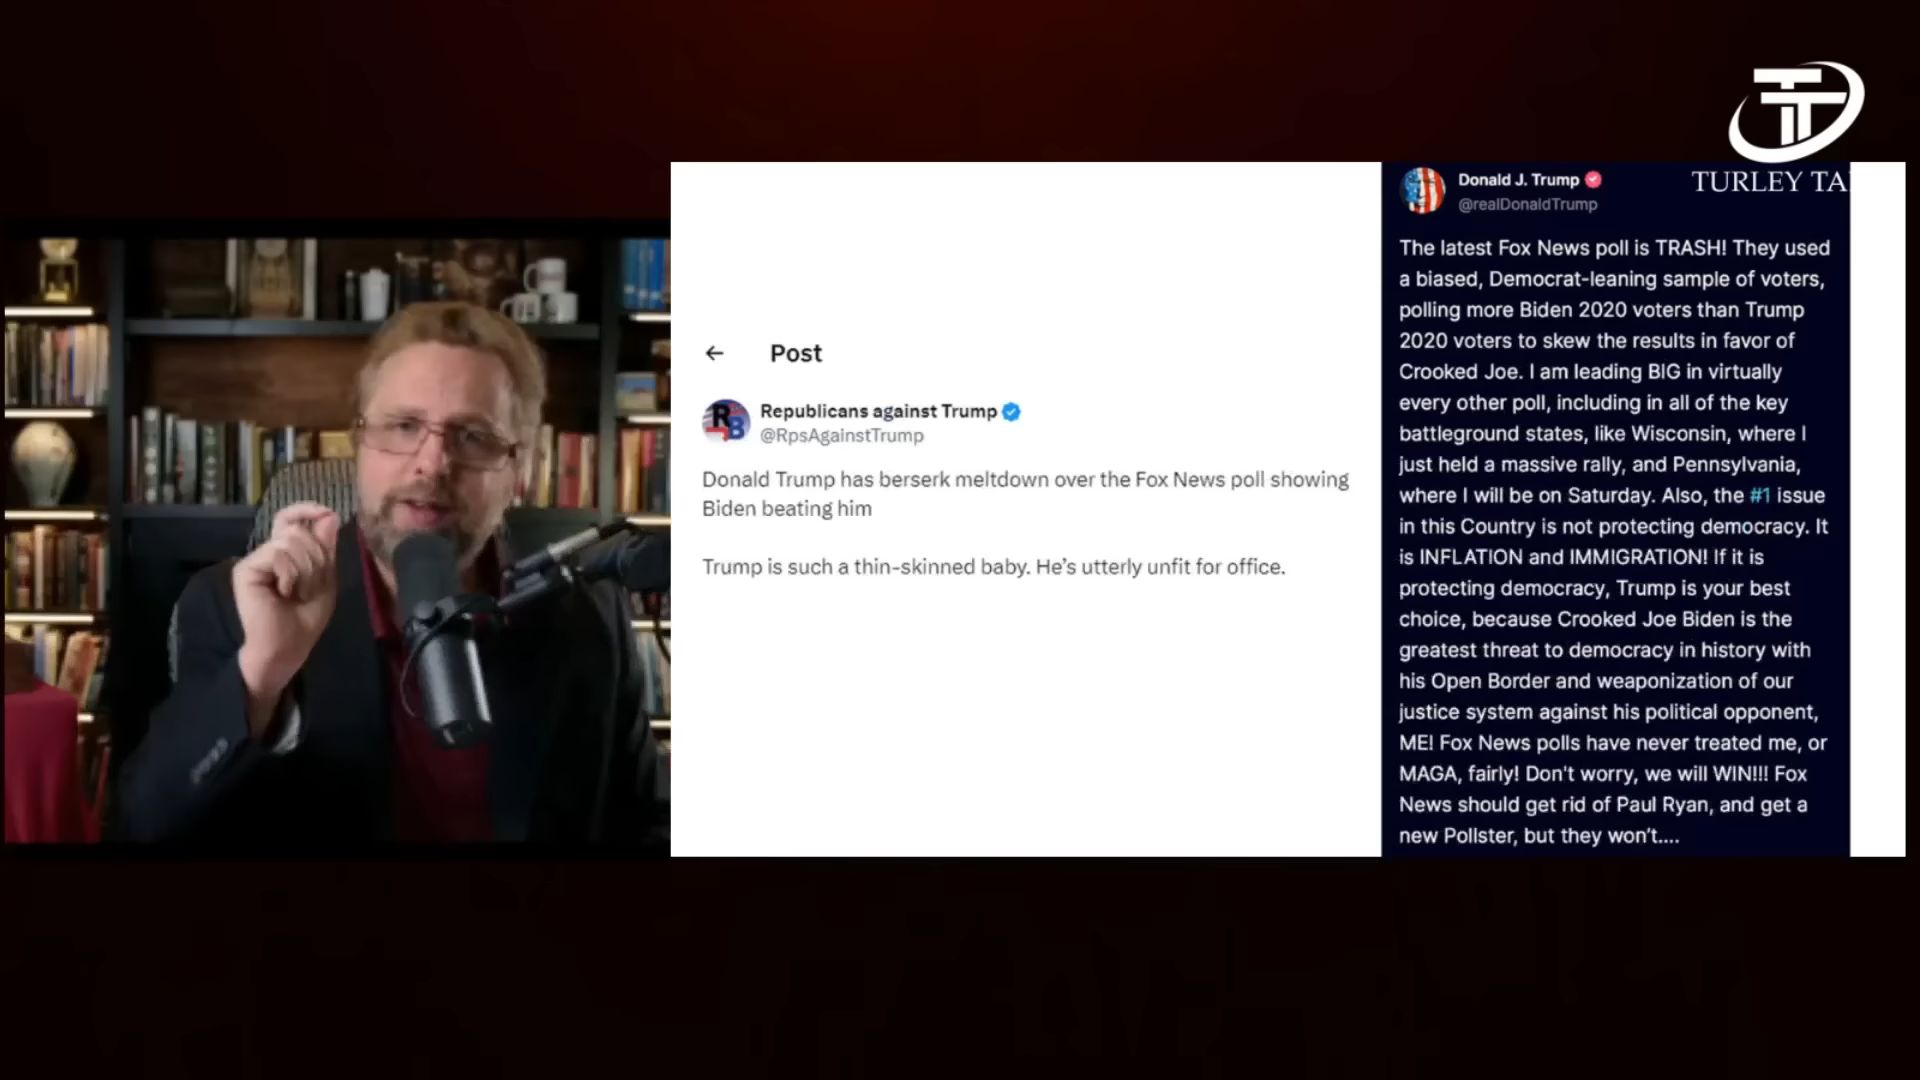 TURLEY TA
← Post
Republicans against Trump
@RpsAgainstTrump
Donald Trump has berserk meltdown over the Fox News poll showing
Biden beating him
Trump is such a thin-skinned baby. He's utterly unfit for office.
Donald J. Trump
@realDonaldTrump
The latest Fox News poll is TRASH! They used
a biased, Democrat-leaning sample of voters,
polling more Biden 2020 voters than Trump
2020 voters to skew the results in favor of
Crooked Joe. I am leading BIG in virtually
every other poll, including in all of the key
battleground states, like Wisconsin, where I
just held a massive rally, and Pennsylvania,
where I will be on Saturday. Also, the #1 issue
in this Country is not protecting democracy. It
is INFLATION and IMMIGRATION! If it is
protecting democracy, Trump is your best
choice, because Crooked Joe Biden is the
greatest threat to democracy in history with
his Open Border and weaponization of our
justice system against his political opponent,
ME! Fox News polls have never treated me, or
MAGA, fairly! Don't worry, we will WIN!!! Fox
News should get rid of Paul Ryan, and get a
new Pollster, but they won't....